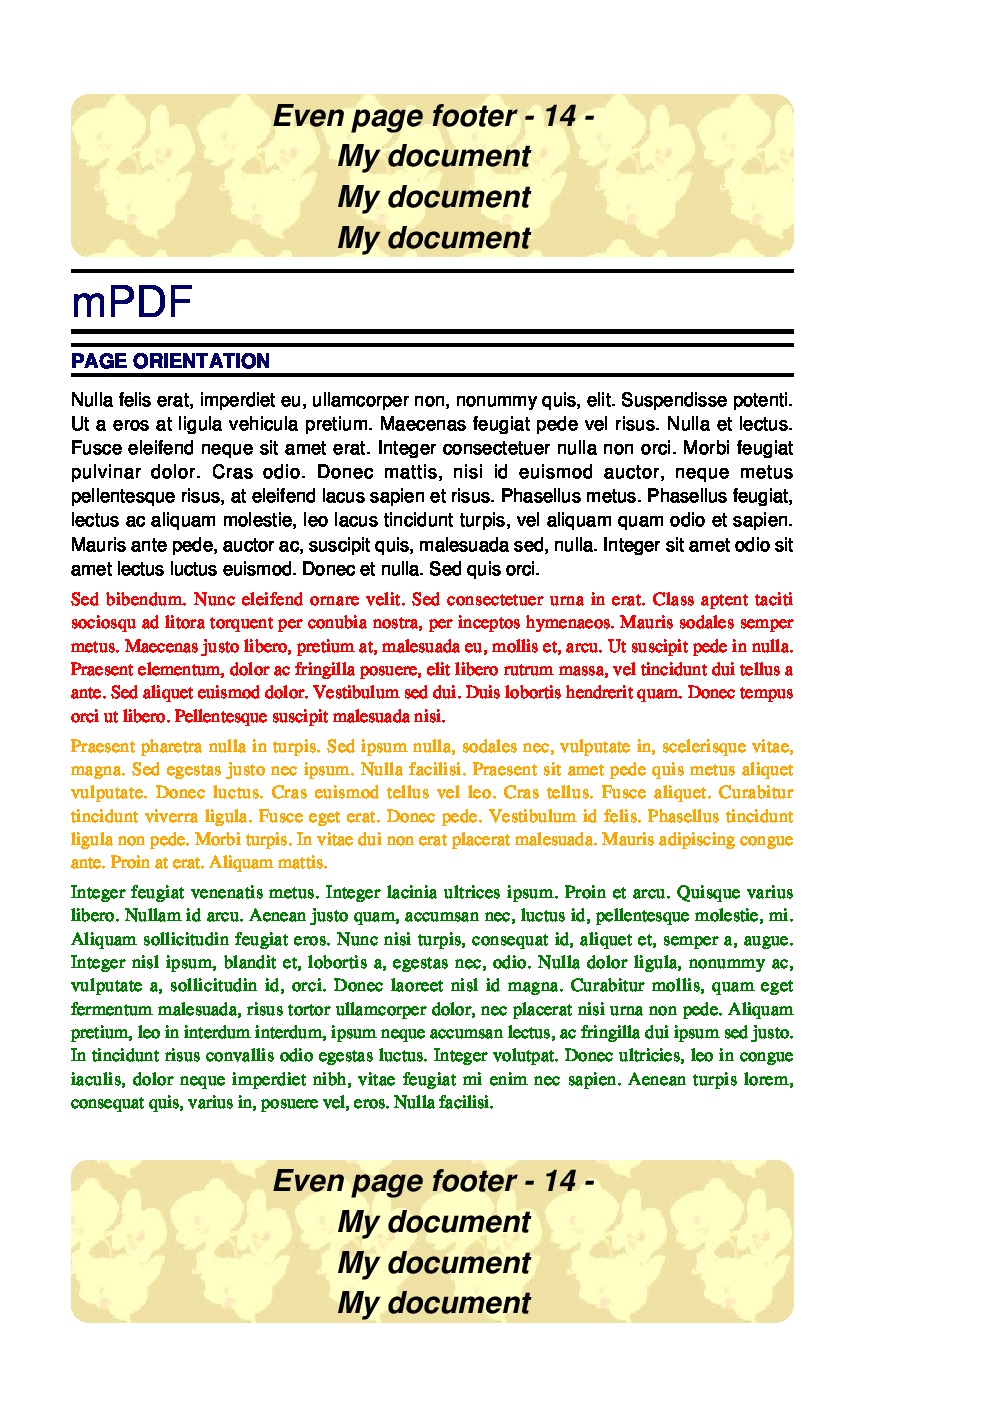 Even page footer - 14 -
My document
My document
My document
mPDF
PAGE ORIENTATION
Nulla felis erat, imperdiet eu, ullamcorper non, nonummy quis, elit. Suspendisse potenti.
Ut a eros at ligula vehicula pretium. Maecenas feugiat pede vel risus. Nulla et lectus.
Fusce eleifend neque sit amet erat. Integer consectetuer nulla non orci. Morbi feugiat
pulvinar dolor. Cras odio. Donec mattis, nisi id euismod auctor, neque metus
pellentesque risus, at eleifend lacus sapien et risus. Phasellus metus. Phasellus feugiat,
lectus ac aliquam molestie, leo lacus tincidunt turpis, vel aliquam quam odio et sapien.
Mauris ante pede, auctor ac, suscipit quis, malesuada sed, nulla. Integer sit amet odio sit
amet lectus luctus euismod. Donec et nulla. Sed quis orci.
Sed bibendum. Nunc eleifend ornare velit. Sed consectetuer urna in erat. Class aptent taciti
sociosqu ad litora torquent per conubia nostra, per inceptos hymenaeos. Mauris sodales semper
metus. Maecenas justo libero, pretium at, malesuada eu, mollis et, arcu. Ut suscipit pede in nulla.
Praesent elementum, dolor ac fringilla posuere, elit libero rutrum massa, vel tincidunt dui tellus a
ante. Sed aliquet euismod dolor. Vestibulum sed dui. Duis lobortis hendrerit quam. Donec tempus
orci ut libero. Pellentesque suscipit malesuada nisi.
Praesent pharetra nulla in turpis. Sed ipsum nulla, sodales nec, vulputate in, scelerisque vitae,
magna. Sed egestas justo nec ipsum. Nulla facilisi. Praesent sit amet pede quis metus aliquet
vulputate. Donec luctus. Cras euismod tellus vel leo. Cras tellus. Fusce aliquet. Curabitur
tincidunt viverra ligula. Fusce eget erat. Donec pede. Vestibulum id felis. Phasellus tincidunt
ligula non pede. Morbi turpis. In vitae dui non erat placerat malesuada. Mauris adipiscing congue
ante. Proin at erat. Aliquam mattis.
Integer feugiat venenatis metus. Integer lacinia ultrices ipsum. Proin et arcu. Quisque varius
libero. Nullam id arcu. Aenean justo quam, accumsan nec, luctus id, pellentesque molestie, mi.
Aliquam sollicitudin feugiat eros. Nunc nisi turpis, consequat id, aliquet et, semper a, augue.
Integer nisl ipsum, blandit et, lobortis a, egestas nec, odio. Nulla dolor ligula, nonummy ac,
vulputate a, sollicitudin id, orci. Donec laoreet nisl id magna. Curabitur mollis, quam eget
fermentum malesuada, risus tortor ullamcorper dolor, nec placerat nisi urna non pede. Aliquam
pretium, leo in interdum interdum, ipsum neque accumsan lectus, ac fringilla dui ipsum sed justo.
In tincidunt risus convallis odio egestas luctus. Integer volutpat. Donec ultricies, leo in congue
iaculis, dolor neque imperdiet nibh, vitae feugiat mi enim nec sapien. Aenean turpis lorem,
consequat quis, varius in, posuere vel, eros. Nulla facilisi.
Even page footer - 14 -
My document
My document
My document